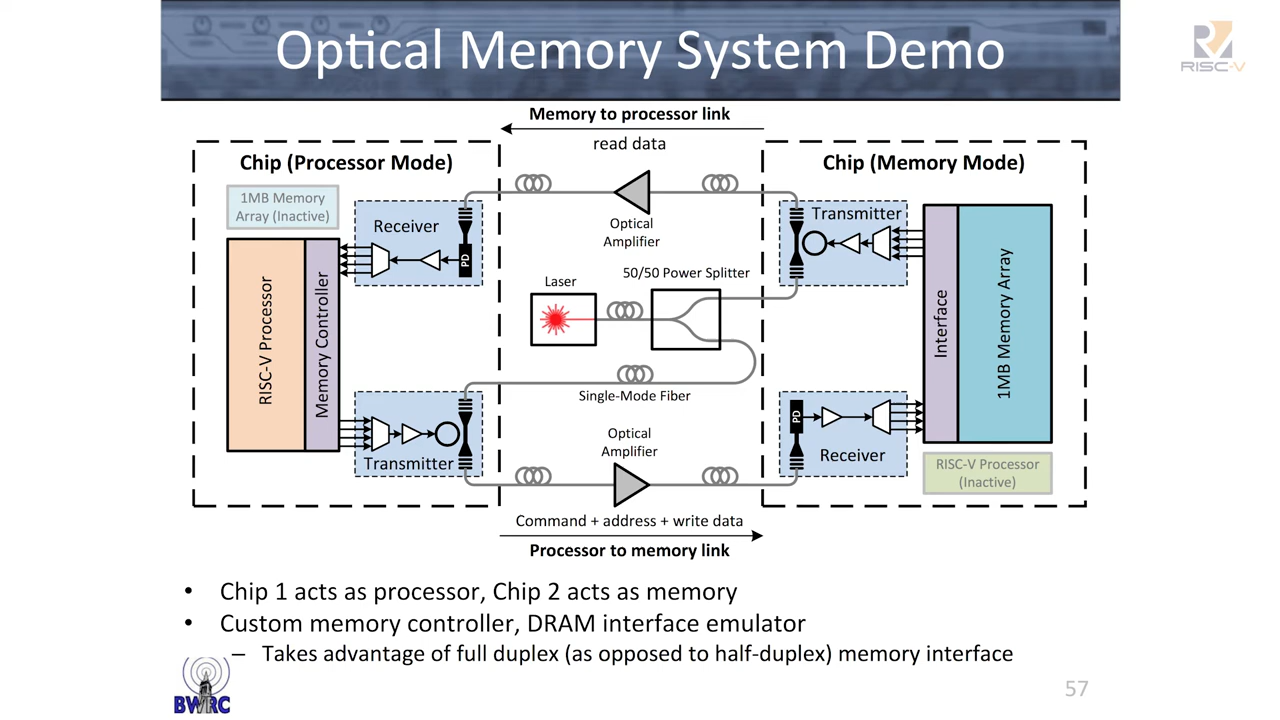 Optical Memory System Demo
RISC-V
Memory to processor link
read data
Chip (Processor Mode)
1MB Memory
Array (Inactive)
Receiver
PD
RISC-V Processor
Memory Controller
Transmitter
Optical
Amplifier
Laser
50/50 Power Splitter
Single-Mode Fiber
Optical
Amplifier
Chip (Memory Mode)
Transmitter
Interface
1MB Memory Array
PD
Receiver
RISC-V Processor
(Inactive)
Command + address + write data
Processor to memory link
• Chip 1 acts as processor, Chip 2 acts as memory
• Custom memory controller, DRAM interface emulator
– Takes advantage of full duplex (as opposed to half-duplex) memory interface
BWRC
57